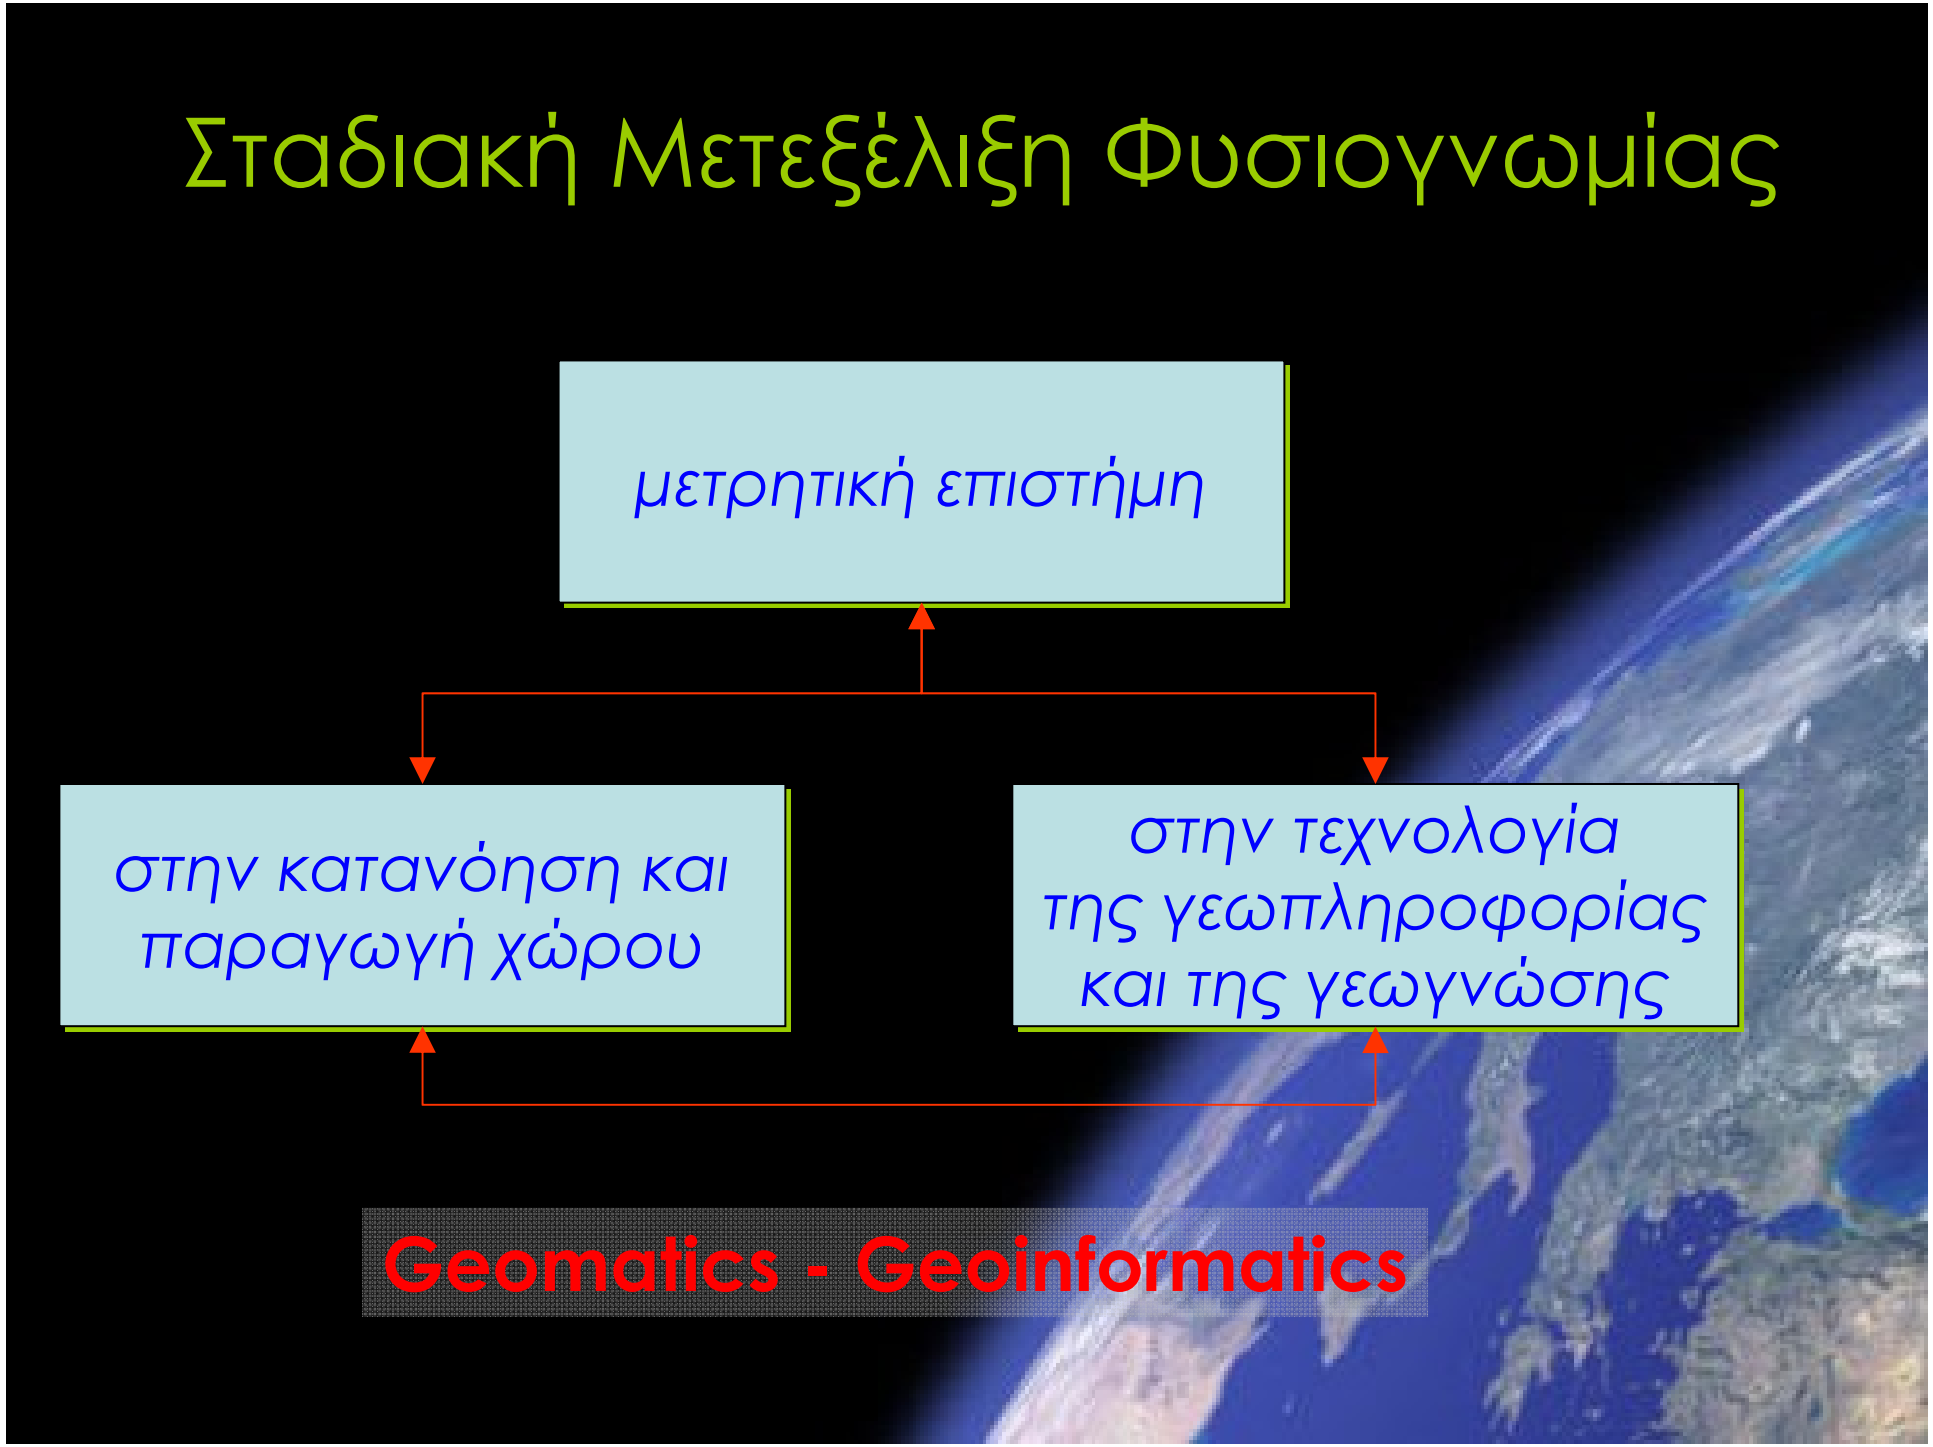 Σταδιακή Μετεξέλιξη Φυσιογνωμίας
μετρητική επιστήμη
στην κατανόηση και
παραγωγή χώρου
στην τεχνολογία
της γεωπληροφορίας
και της γεωγνώσης
Geomatics - Geoinformatics